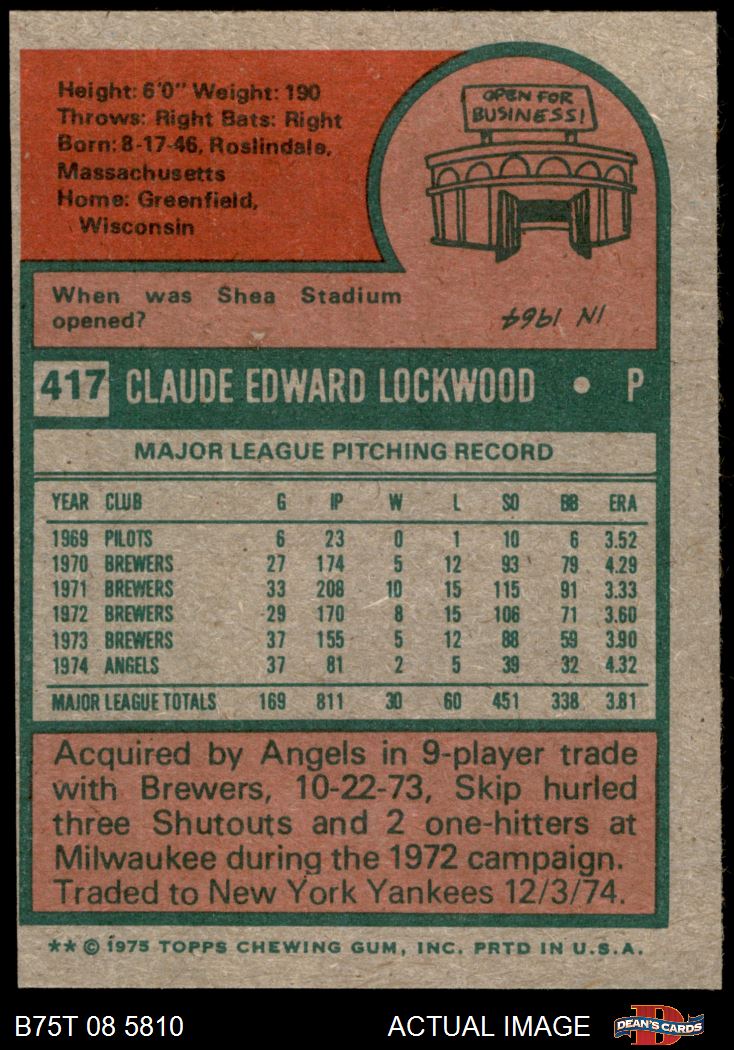 Height: 6'0" Weight: 190
Throws: Right Bats: Right
Born: 8-17-46, Roslindale,
Massachusetts
Home: Greenfield,
Wisconsin
OPEN FOR
BUSINESS!
When was Shea Stadium
opened?
IN 1964
417 CLAUDE EDWARD LOCKWOOD • P
MAJOR LEAGUE PITCHING RECORD
YEAR CLUB G IP W L SO BB ERA
1969 PILOTS 6 23 0 1 10 6 3.52
1970 BREWERS 27 174 5 12 93 79 4.29
1971 BREWERS 33 208 10 15 115 91 3.33
1972 BREWERS 29 170 8 15 106 71 3.60
1973 BREWERS 37 155 5 12 88 59 3.90
1974 ANGELS 37 81 2 5 39 32 4.32
MAJOR LEAGUE TOTALS 169 811 30 60 451 338 3.81
Acquired by Angels in 9-player trade
with Brewers, 10-22-73, Skip hurled
three Shutouts and 2 one-hitters at
Milwaukee during the 1972 campaign.
Traded to New York Yankees 12/3/74.
** © 1975 TOPPS CHEWING GUM, INC. PRTD IN U.S.A.
B75T 08 5810 ACTUAL IMAGE
DEAN'S CARDS